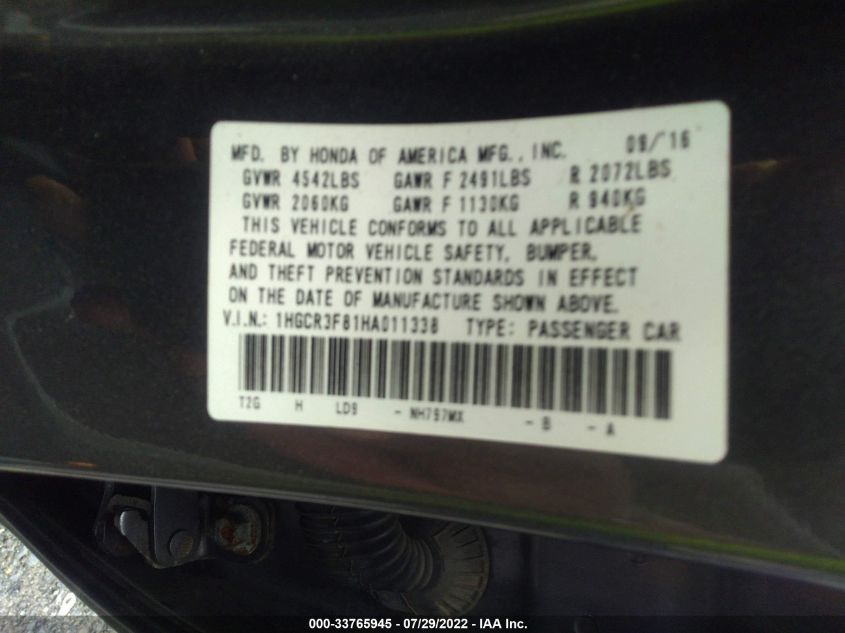 MFD. BY HONDA OF AMERICA MFG., INC. 09/'16
GVWR 4542LBS GAWR F 2491LBS R 2072LBS
GVWR 2060KG GAWR F 1130KG R 940KG
THIS VEHICLE CONFORMS TO ALL APPLICABLE
FEDERAL MOTOR VEHICLE SAFETY, BUMPER,
AND THEFT PREVENTION STANDARDS IN EFFECT
ON THE DATE OF MANUFACTURE SHOWN ABOVE.
V.I.N.: 1HGCR3F81HA011338 TYPE: PASSENGER CAR
T2G H LD9 - NH797MX - B - A
000-33765945 - 07/29/2022 - IAA Inc.